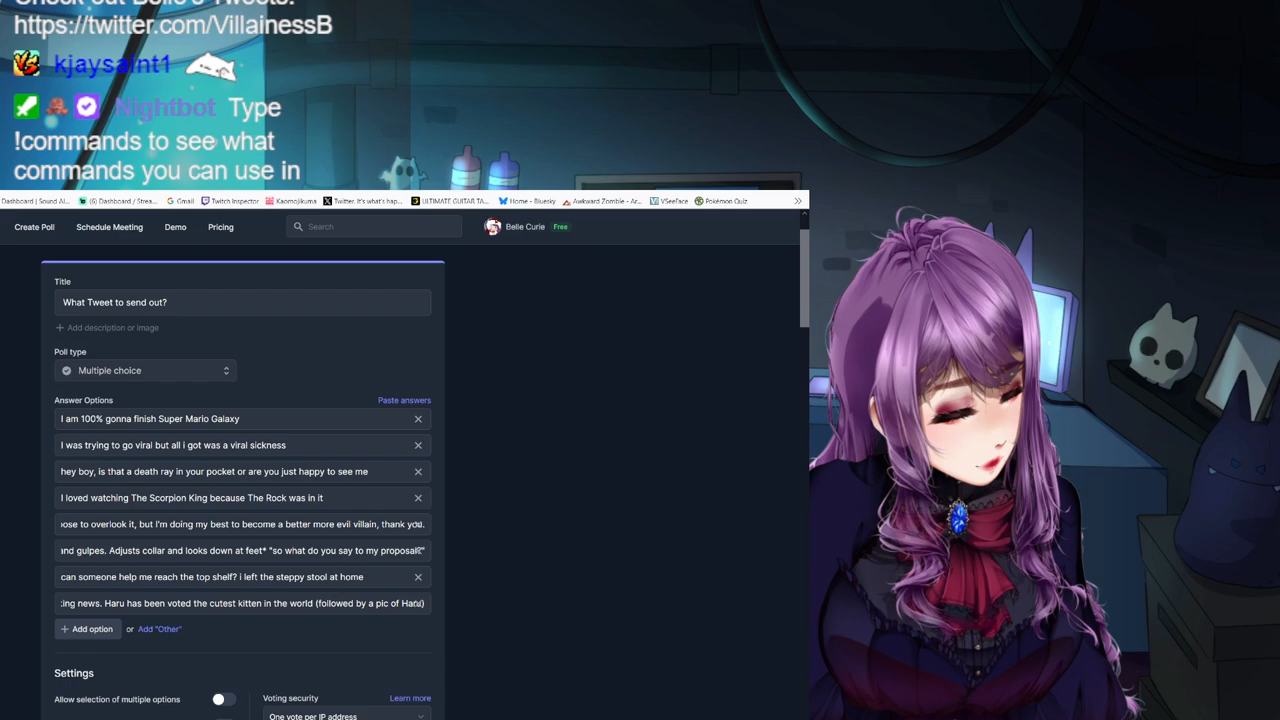 https://twitter.com/VillainessB
kjaysaint1
Nightbot Type
!commands to see what
commands you can use in
Dashboard | Sound Al...
(6) Dashboard / Strea...
Gmail
Twitch Inspector
Kaomojikuma
Twitter. It's what's hap...
ULTIMATE GUITAR TA...
Home - Bluesky
Awkward Zombie - Ar...
VSeeFace
Pokémon Quiz
Create Poll
Schedule Meeting
Demo
Pricing
Search
Belle Curie
Free
Title
What Tweet to send out?
Add description or image
Poll type
Multiple choice
Answer Options
Paste answers
I am 100% gonna finish Super Mario Galaxy
I was trying to go viral but all i got was a viral sickness
hey boy, is that a death ray in your pocket or are you just happy to see me
I loved watching The Scorpion King because The Rock was in it
to overlook it, but I'm doing my best to become a better more evil villain, thank you.
and gulpes. Adjusts collar and looks down at feet* "so what do you say to my proposal?"
can someone help me reach the top shelf? i left the steppy stool at home
news. Haru has been voted the cutest kitten in the world (followed by a pic of Haru)
Add option
or Add "Other"
Settings
Allow selection of multiple options
Voting security
Learn more
One vote per IP address